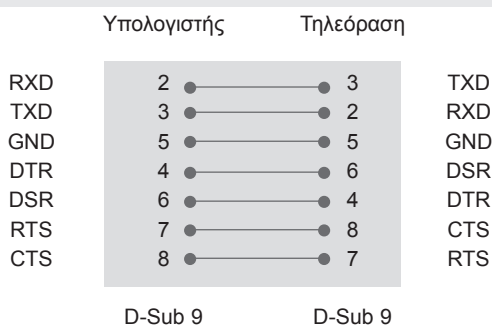 Υπολογιστής Τηλεόραση
RXD 2 3 TXD
TXD 3 2 RXD
GND 5 5 GND
DTR 4 6 DSR
DSR 6 4 DTR
RTS 7 8 CTS
CTS 8 7 RTS
D-Sub 9 D-Sub 9